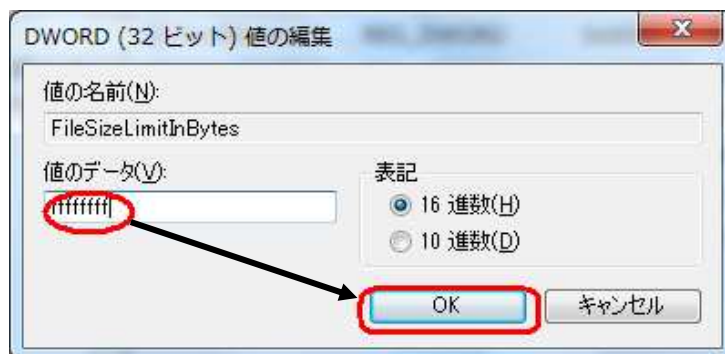 DWORD (32 ビット) 値の編集
値の名前(N):
FileSizeLimitInBytes
値のデータ(V):
ffffffff
表記
16 進数(H)
10 進数(D)
OK
キャンセル